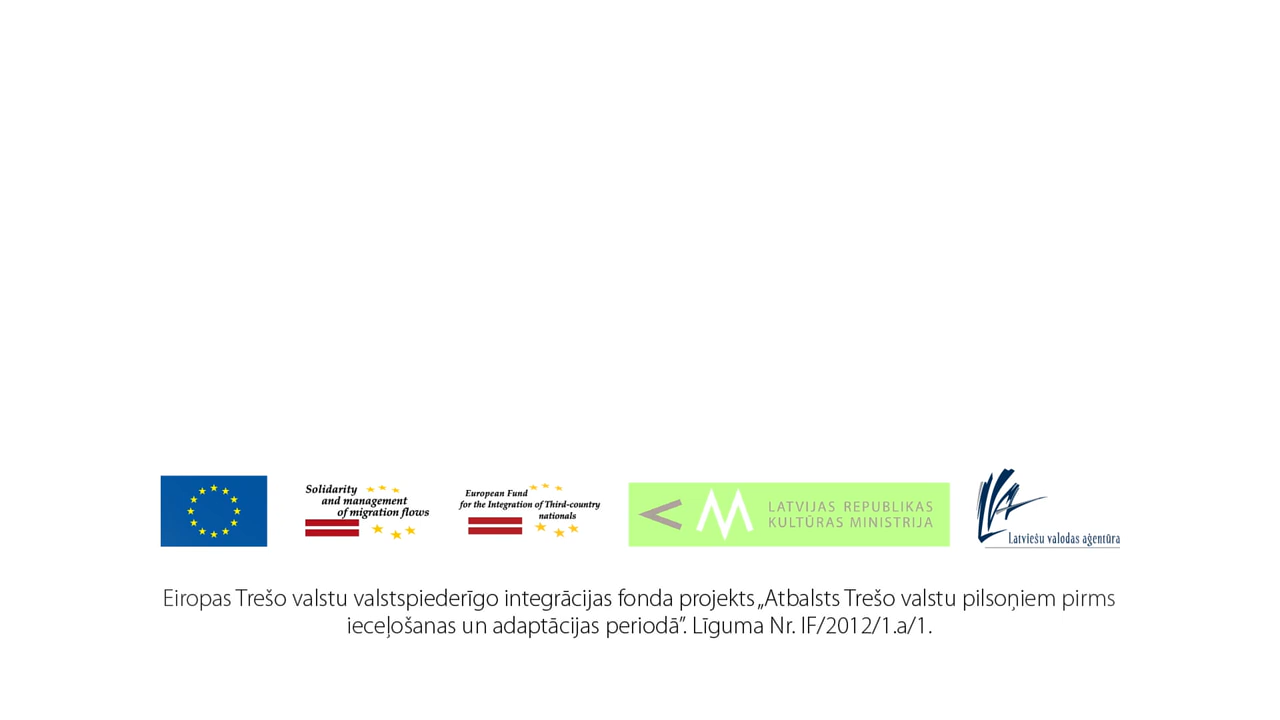 Solidarity
and management
of migration flows
European Fund
for the Integration of Third-country
nationals
LATVIJAS REPUBLIKAS
KULTŪRAS MINISTRIJA
Latviešu valodas aģentūra
Eiropas Trešo valstu valstspiederīgo integrācijas fonda projekts „Atbalsts Trešo valstu pilsoņiem pirms
ieceļošanas un adaptācijas periodā”. Līguma Nr. IF/2012/1.a/1.